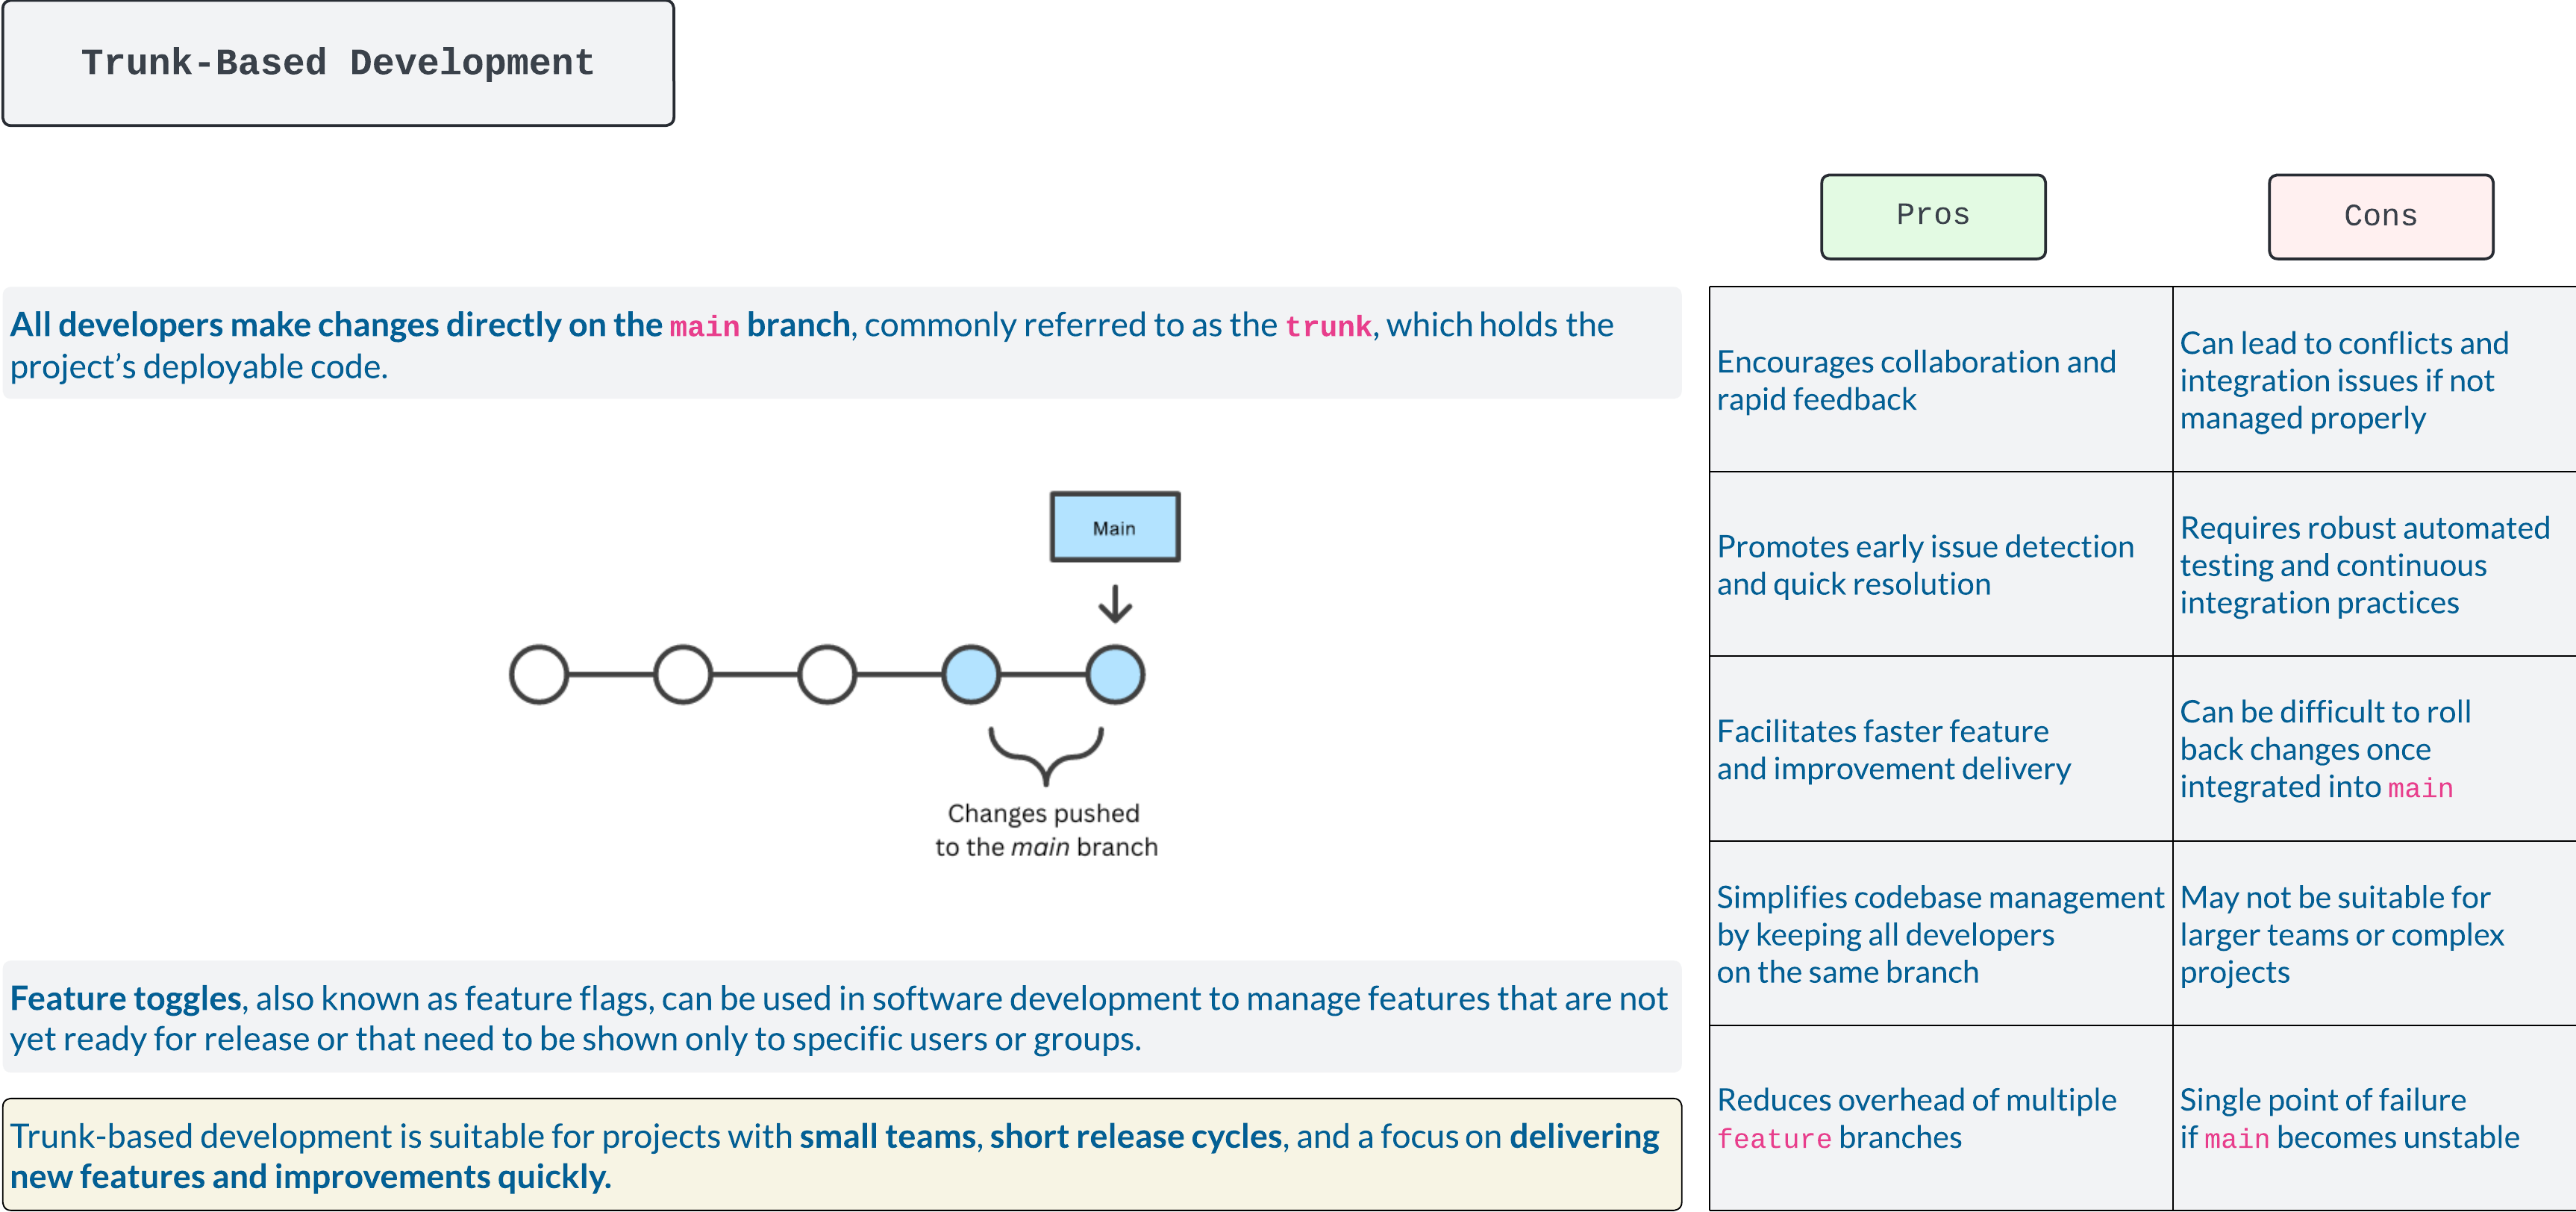 Trunk-Based Development
All developers make changes directly on the main branch, commonly referred to as the trunk, which holds the
project’s deployable code.
Main
Changes pushed
to the main branch
Feature toggles, also known as feature flags, can be used in software development to manage features that are not
yet ready for release or that need to be shown only to specific users or groups.
Trunk-based development is suitable for projects with small teams, short release cycles, and a focus on delivering
new features and improvements quickly.
Pros
Cons
Encourages collaboration and
rapid feedback
Can lead to conflicts and
integration issues if not
managed properly
Promotes early issue detection
and quick resolution
Requires robust automated
testing and continuous
integration practices
Facilitates faster feature
and improvement delivery
Can be difficult to roll
back changes once
integrated into main
Simplifies codebase management
by keeping all developers
on the same branch
May not be suitable for
larger teams or complex
projects
Reduces overhead of multiple
feature branches
Single point of failure
if main becomes unstable